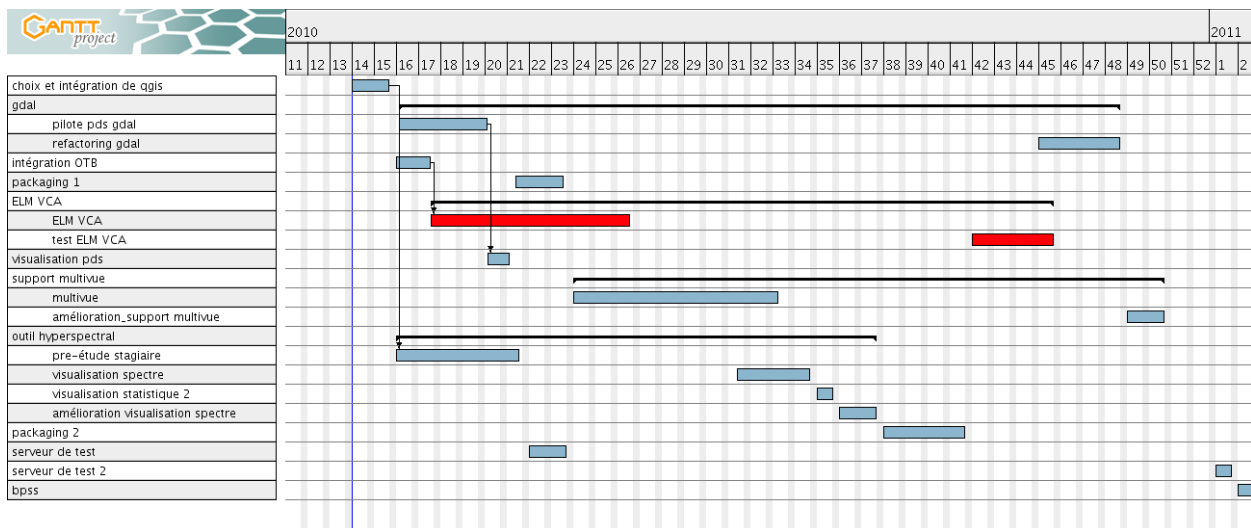 GANTT
project
2010 2011
11 12 13 14 15 16 17 18 19 20 21 22 23 24 25 26 27 28 29 30 31 32 33 34 35 36 37 38 39 40 41 42 43 44 45 46 47 48 49 50 51 52 1 2
choix et intégration de qgis
gdal
pilote pds gdal
refactoring gdal
intégration OTB
packaging 1
ELM VCA
ELM VCA
test ELM VCA
visualisation pds
support multivue
multivue
amélioration_support multivue
outil hyperspectral
pre-étude stagiaire
visualisation spectre
visualisation statistique 2
amélioration visualisation spectre
packaging 2
serveur de test
serveur de test 2
bpss